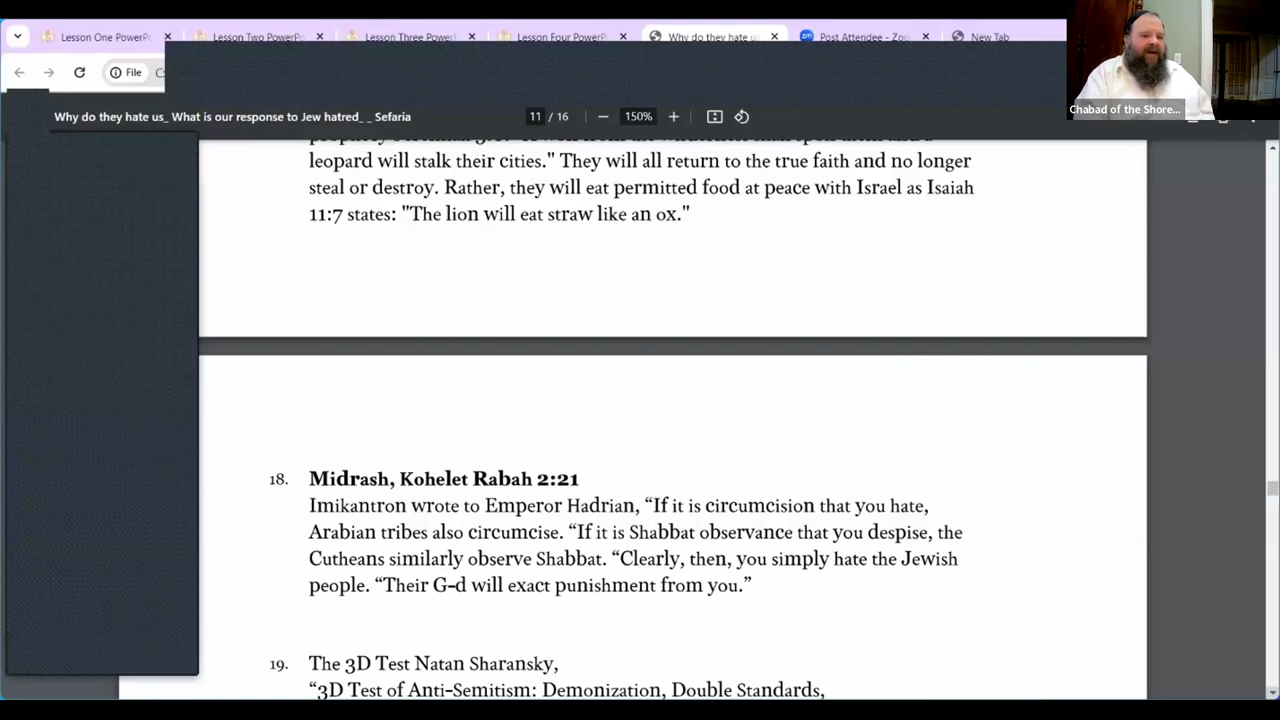 Lesson One PowerPo
Lesson Two PowerPo
Lesson Three PowerP
Lesson Four PowerP
Why do they hate us
Post Attendee - Zoo
New Tab
File
Chabad of the Shore...
Why do they hate us_ What is our response to Jew hatred_ _ Sefaria
11 / 16
150%
leopard will stalk their cities." They will all return to the true faith and no longer
steal or destroy. Rather, they will eat permitted food at peace with Israel as Isaiah
11:7 states: "The lion will eat straw like an ox."
18. Midrash, Kohelet Rabah 2:21
Imikantron wrote to Emperor Hadrian, “If it is circumcision that you hate,
Arabian tribes also circumcise. “If it is Shabbat observance that you despise, the
Cutheans similarly observe Shabbat. “Clearly, then, you simply hate the Jewish
people. “Their G-d will exact punishment from you.”
19. The 3D Test Natan Sharansky,
“3D Test of Anti-Semitism: Demonization, Double Standards,